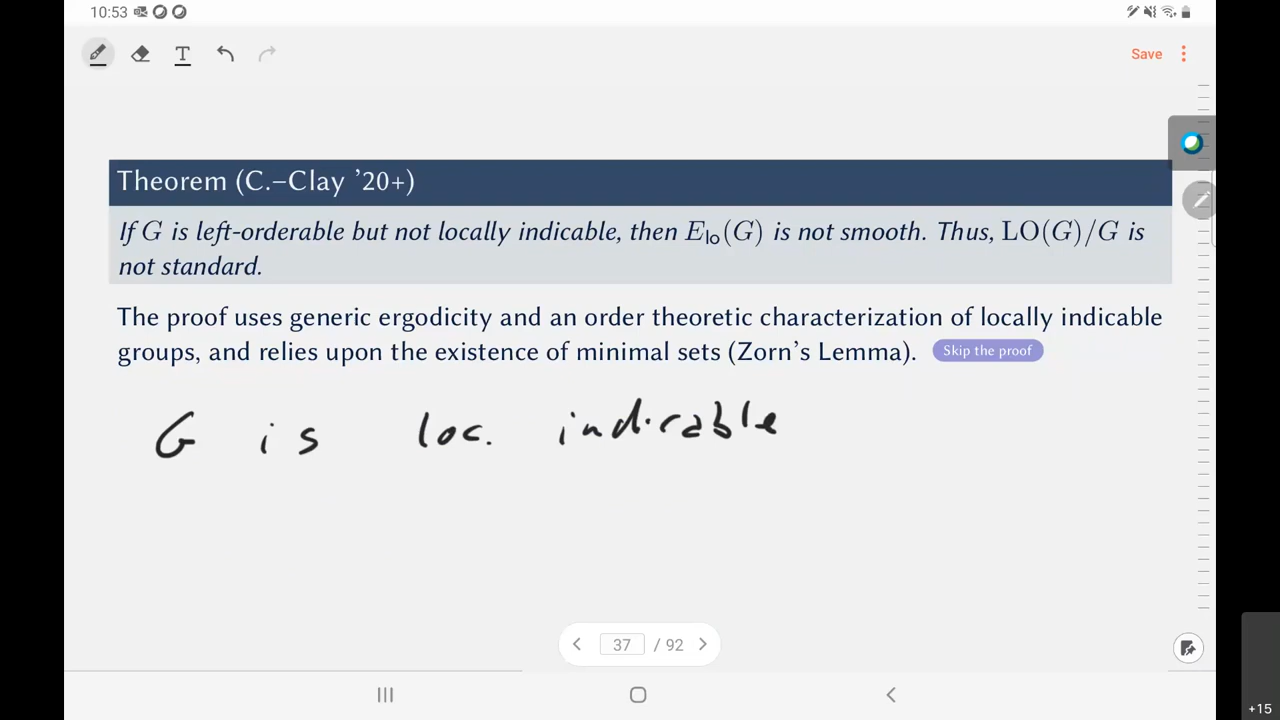 10:53
Save
Theorem (C.–Clay ’20+)
If G is left-orderable but not locally indicable, then E_lo(G) is not smooth. Thus, LO(G)/G is
not standard.
The proof uses generic ergodicity and an order theoretic characterization of locally indicable
groups, and relies upon the existence of minimal sets (Zorn’s Lemma). Skip the proof
G is loc. indicable
37 / 92
+15